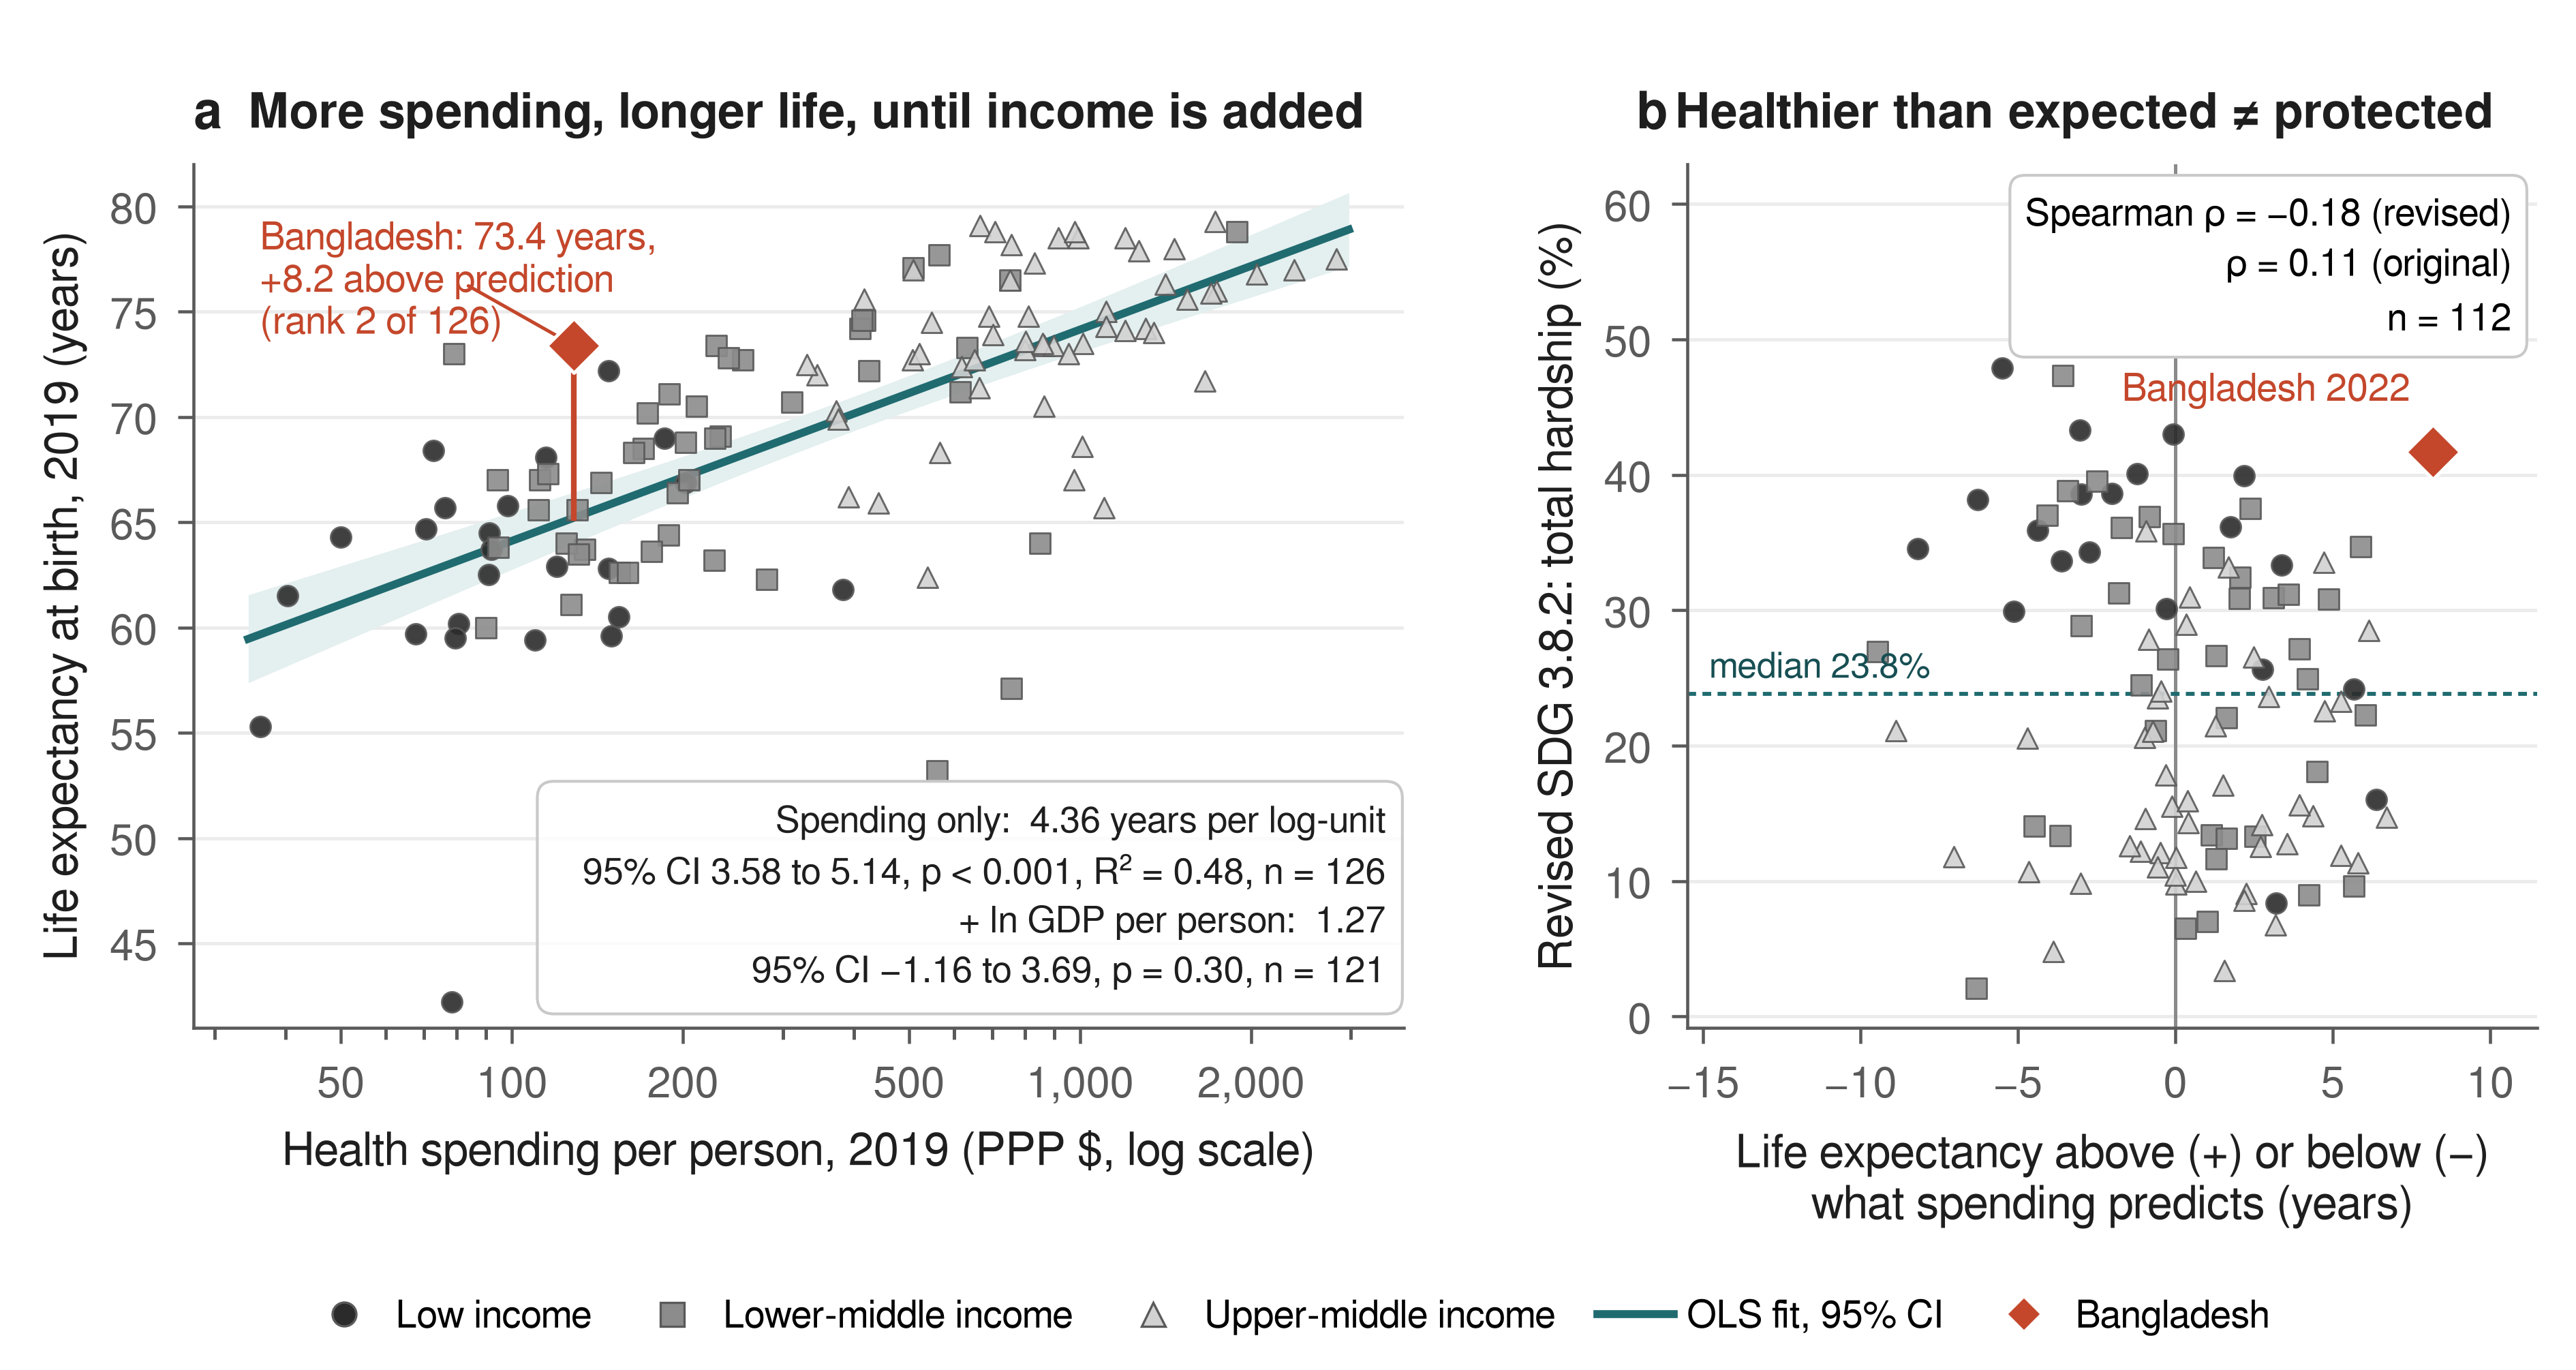 a More spending, longer life, until income is added
Life expectancy at birth, 2019 (years)
80
75
70
65
60
55
50
45
Bangladesh: 73.4 years,
+8.2 above prediction
(rank 2 of 126)
Spending only: 4.36 years per log-unit
95% CI 3.58 to 5.14, p < 0.001, R² = 0.48, n = 126
+ ln GDP per person: 1.27
95% CI −1.16 to 3.69, p = 0.30, n = 121
50 100 200 500 1,000 2,000
Health spending per person, 2019 (PPP $, log scale)
b Healthier than expected ≠ protected
Revised SDG 3.8.2: total hardship (%)
60
50
40
30
20
10
0
Spearman ρ = −0.18 (revised)
ρ = 0.11 (original)
n = 112
Bangladesh 2022
median 23.8%
−15 −10 −5 0 5 10
Life expectancy above (+) or below (−)
what spending predicts (years)
Low income Lower-middle income Upper-middle income OLS fit, 95% CI Bangladesh